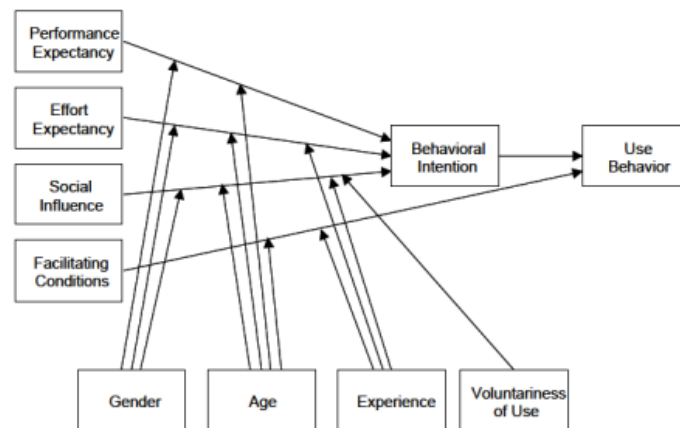 Performance
Expectancy
Effort
Expectancy
Social
Influence
Facilitating
Conditions
Behavioral
Intention
Use
Behavior
Gender
Age
Experience
Voluntariness
of Use